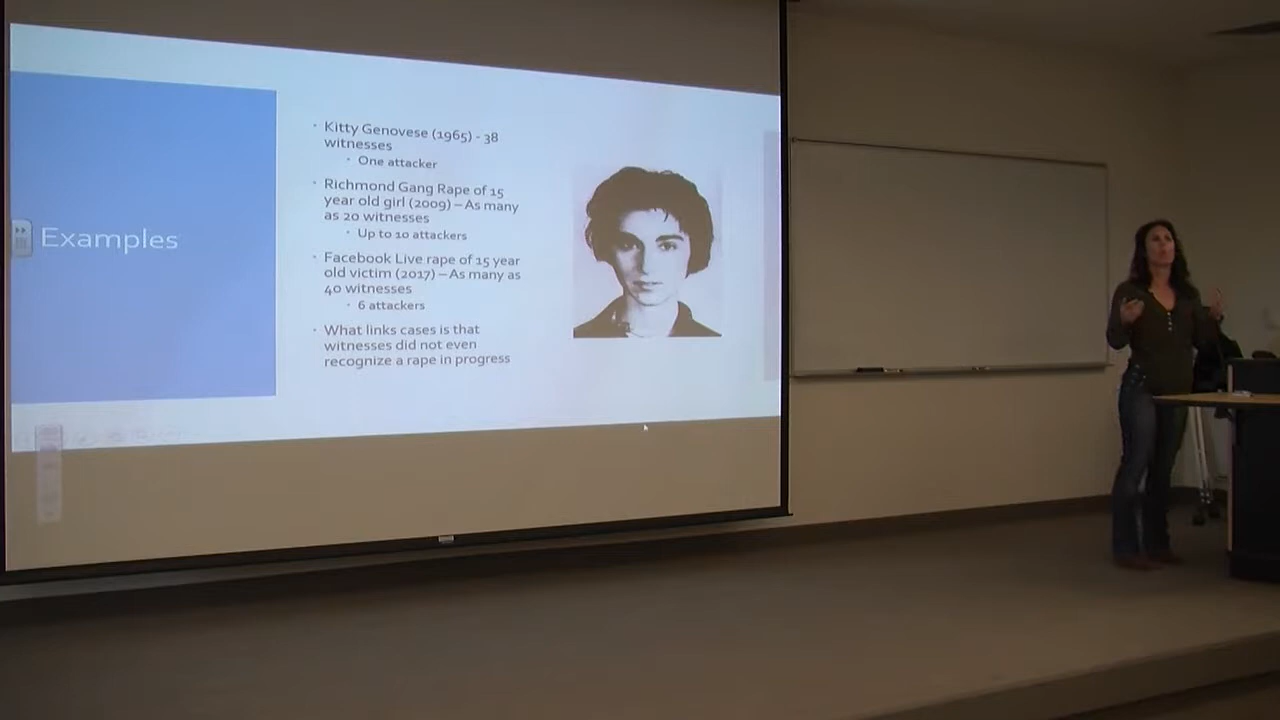 Examples
Kitty Genovese (1965) - 38
witnesses
One attacker
Richmond Gang Rape of 15
year old girl (2009) – As many
as 20 witnesses
Up to 10 attackers
Facebook Live rape of 15 year
old victim (2017) – As many as
40 witnesses
6 attackers
What links cases is that
witnesses did not even
recognize a rape in progress